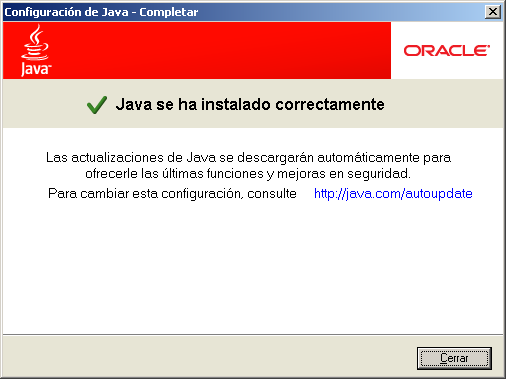 Configuración de Java - Completar
Java
ORACLE
Java se ha instalado correctamente
Las actualizaciones de Java se descargarán automáticamente para
ofrecerle las últimas funciones y mejoras en seguridad.
Para cambiar esta configuración, consulte http://java.com/autoupdate
Cerrar